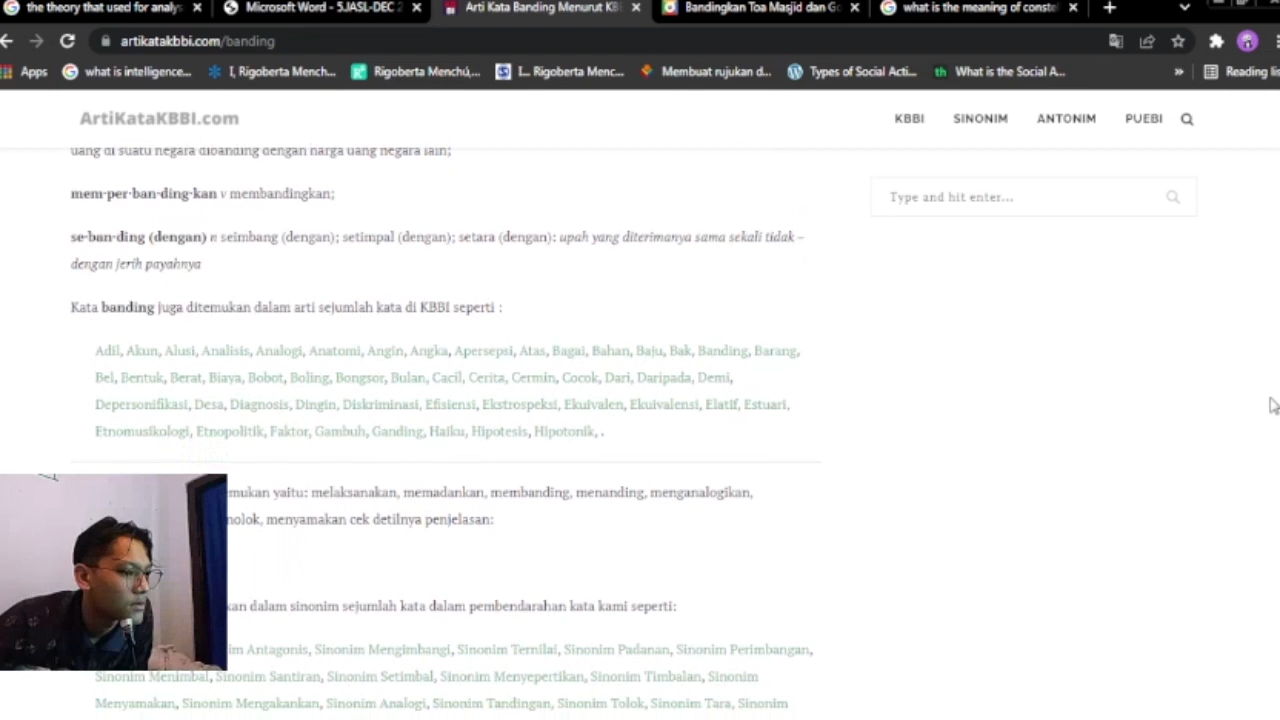 the theory that used for analys
Microsoft Word - 5JASL-DEC 2
Arti Kata Banding Menurut KB
Bandingkan Toa Masjid dan Go
what is the meaning of conste
artikatakbbi.com/banding
Apps
what is intelligence...
I, Rigoberta Mench...
Rigoberta Menchú,...
I... Rigoberta Menc...
Membuat rujukan d...
Types of Social Acti...
th What is the Social A...
»
Reading lis
ArtiKataKBBI.com
KBBI
SINONIM
ANTONIM
PUEBI
uang di suatu negara dibanding dengan harga uang negara lain;
mem·per·ban·ding·kan v membandingkan;
se·ban·ding (dengan) n seimbang (dengan); setimpal (dengan); setara (dengan): upah yang diterimanya sama sekali tidak –
dengan jerih payahnya
Type and hit enter...
Kata banding juga ditemukan dalam arti sejumlah kata di KBBI seperti :
Adil, Akun, Alusi, Analisis, Analogi, Anatomi, Angin, Angka, Apersepsi, Atas, Bagai, Bahan, Baju, Bak, Banding, Barang,
Bel, Bentuk, Berat, Biaya, Bobot, Boling, Bongsor, Bulan, Cacil, Cerita, Cermin, Cocok, Dari, Daripada, Demi,
Depersonifikasi, Desa, Diagnosis, Dingin, Diskriminasi, Efisiensi, Ekstrospeksi, Ekuivalen, Ekuivalensi, Elatif, Estuari,
Etnomusikologi, Etnopolitik, Faktor, Gambuh, Ganding, Haiku, Hipotesis, Hipotonik, .
mukan yaitu: melaksanakan, memadankan, membanding, menanding, menganalogikan,
nolok, menyamakan cek detilnya penjelasan:
kan dalam sinonim sejumlah kata dalam pembendarahan kata kami seperti:
im Antagonis, Sinonim Mengimbangi, Sinonim Ternilai, Sinonim Padanan, Sinonim Perimbangan,
Sinonim Menimbal, Sinonim Santiran, Sinonim Setimbal, Sinonim Menyepertikan, Sinonim Timbalan, Sinonim
Menyamakan, Sinonim Mengakankan, Sinonim Analogi, Sinonim Tandingan, Sinonim Tolok, Sinonim Tara, Sinonim